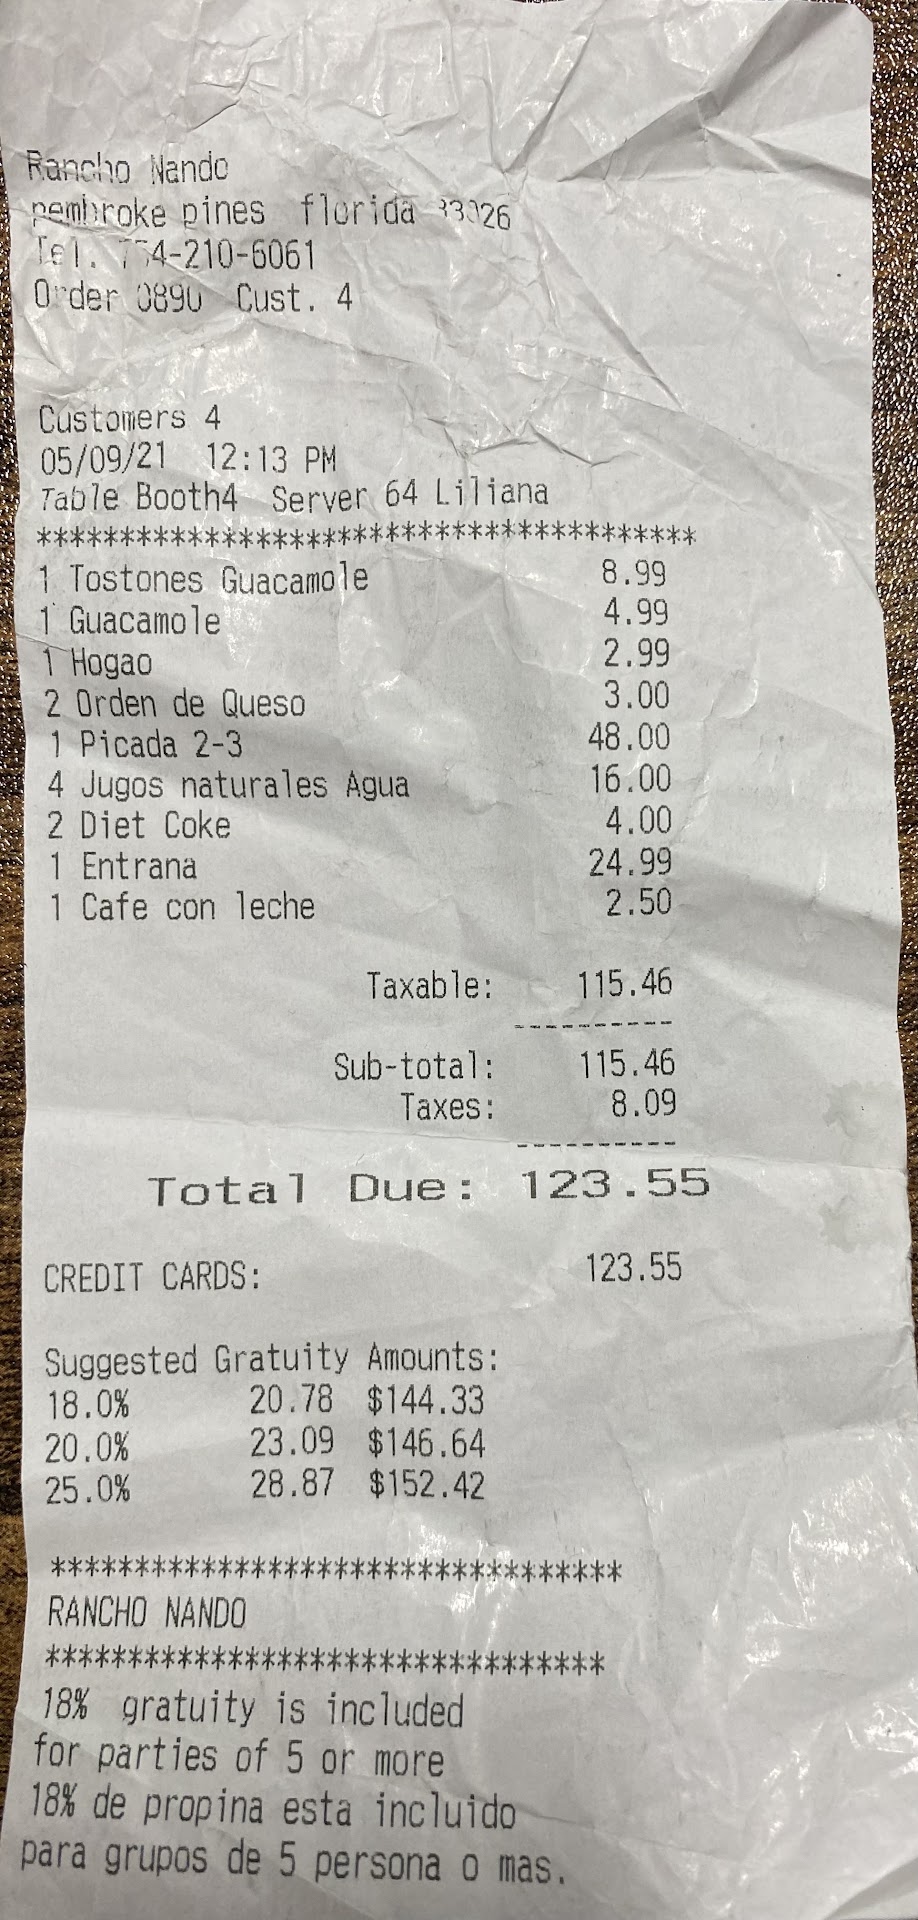 Rancho Nando
pembroke pines florida 33026
Tel. 754-210-6061
Order 0890 Cust. 4
Customers 4
05/09/21 12:13 PM
Table Booth4 Server 64 Liliana
****************************************
1 Tostones Guacamole 8.99
1 Guacamole 4.99
1 Hogao 2.99
2 Orden de Queso 3.00
1 Picada 2-3 48.00
4 Jugos naturales Agua 16.00
2 Diet Coke 4.00
1 Entrana 24.99
1 Cafe con leche 2.50
Taxable: 115.46
----------
Sub-total: 115.46
Taxes: 8.09
----------
Total Due: 123.55
CREDIT CARDS: 123.55
Suggested Gratuity Amounts:
18.0% 20.78 $144.33
20.0% 23.09 $146.64
25.0% 28.87 $152.42
**********************************
RANCHO NANDO
**********************************
18% gratuity is included
for parties of 5 or more
18% de propina esta incluido
para grupos de 5 persona o mas.